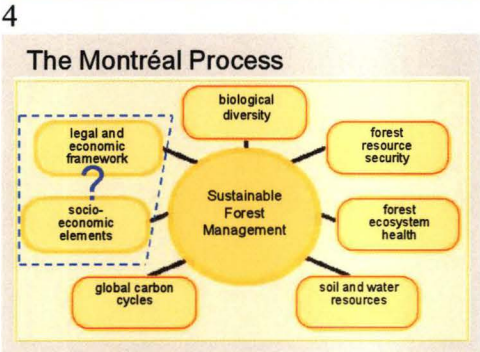 4
The Montréal Process
biological
diversity
legal and
economic
framework
?
socio-
economic
elements
forest
resource
security
Sustainable
Forest
Management
forest
ecosystem
health
global carbon
cycles
soil and water
resources